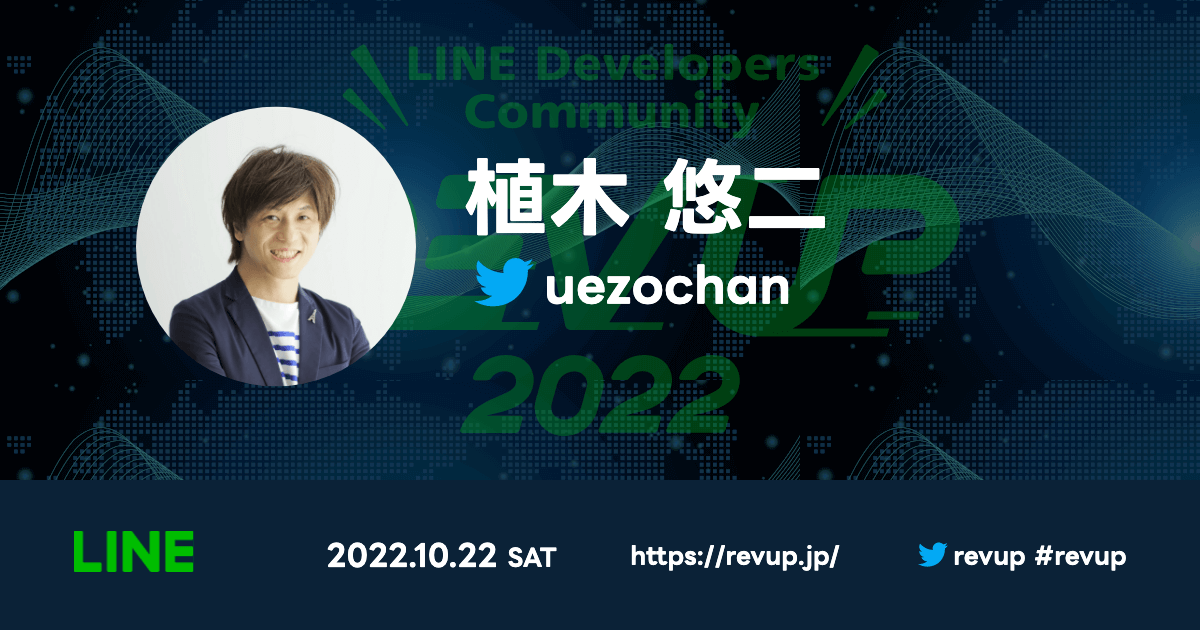 LINE Developers
Community
植木 悠二
REVUP
uezochan
2022
LINE
2022.10.22 SAT
https://revup.jp/
revup #revup